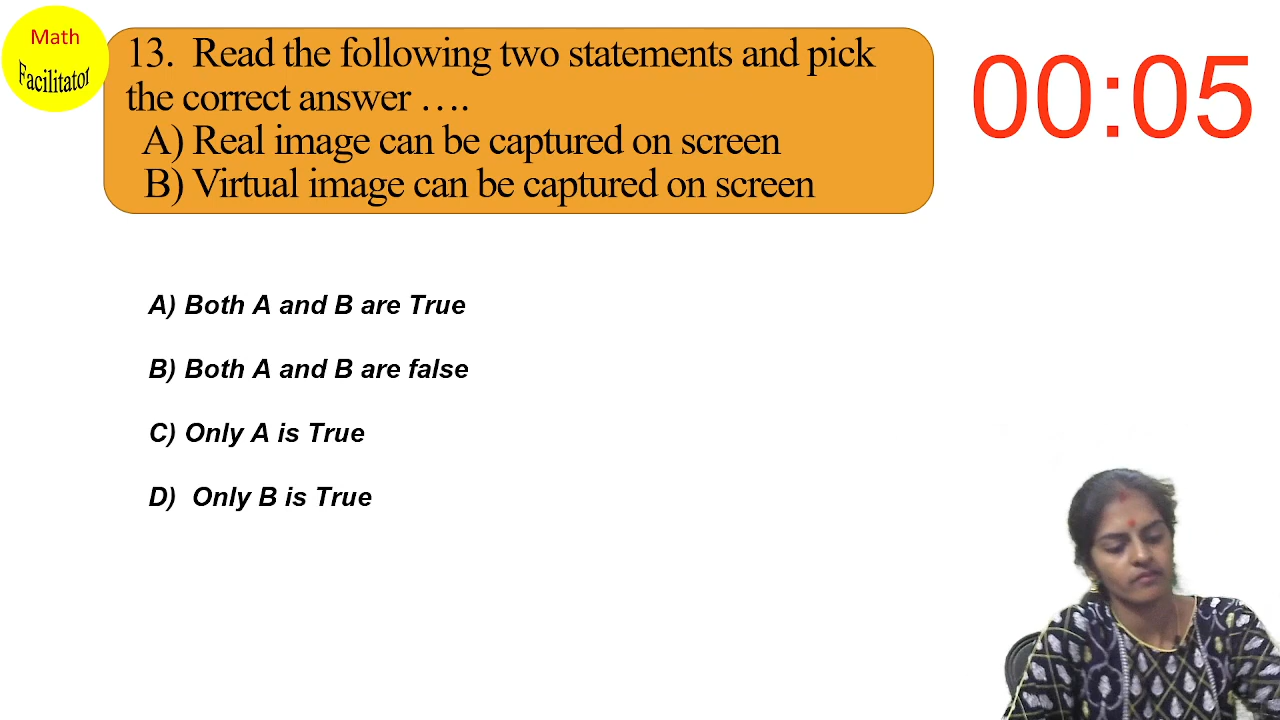 Math
Facilitator
13. Read the following two statements and pick
the correct answer ….
A) Real image can be captured on screen
B) Virtual image can be captured on screen
00:05
A) Both A and B are True
B) Both A and B are false
C) Only A is True
D) Only B is True